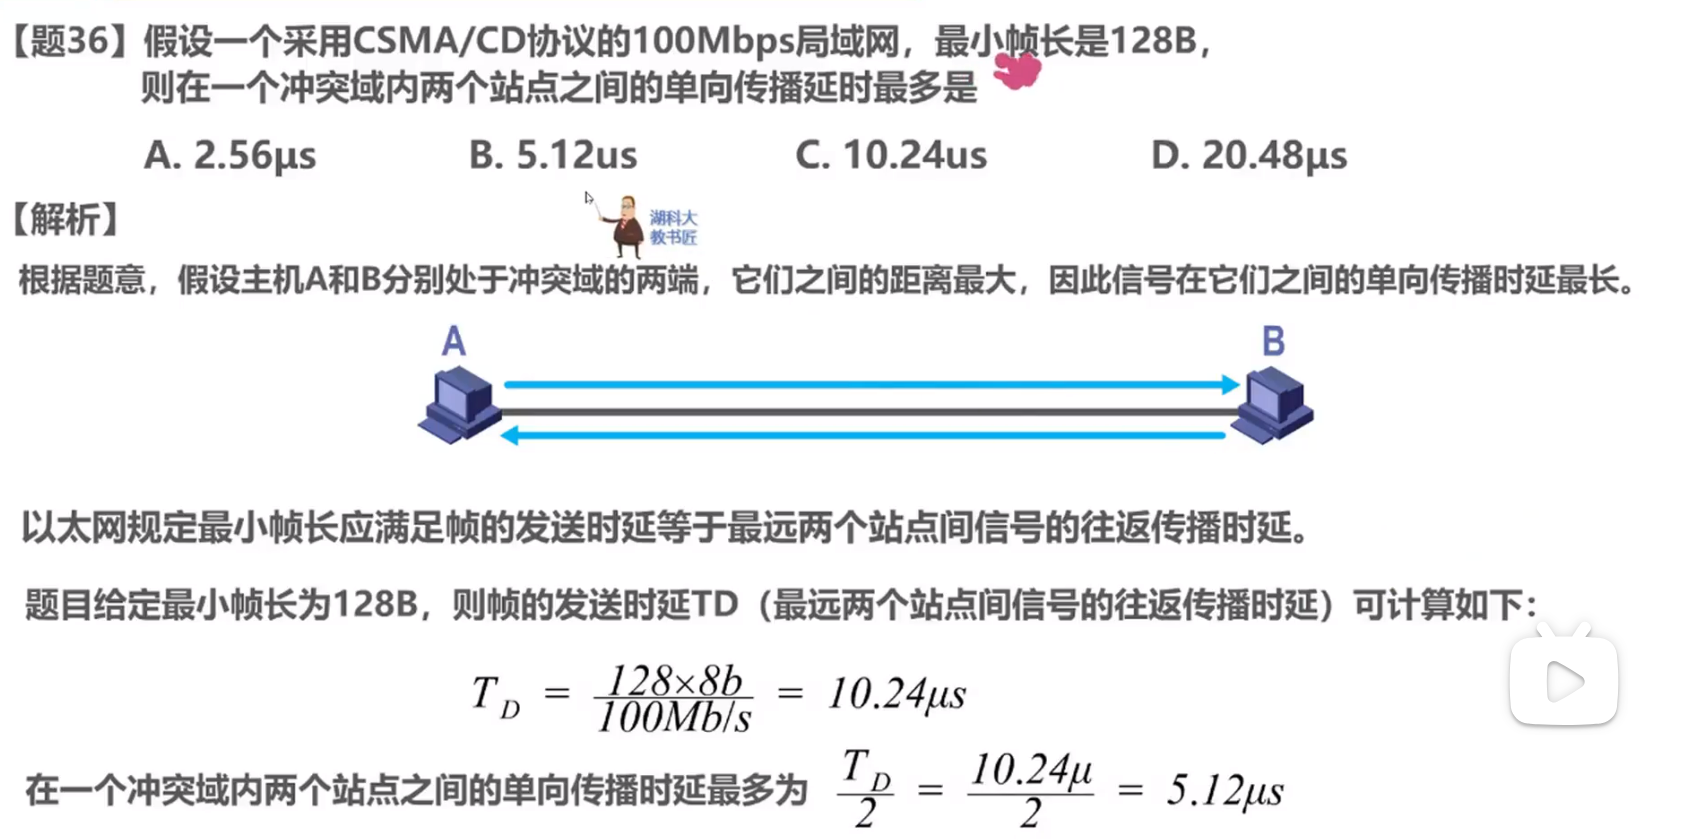 【题36】假设一个采用CSMA/CD协议的100Mbps局域网，最小帧长是128B，
则在一个冲突域内两个站点之间的单向传播延时最多是
A. 2.56μs B. 5.12us C. 10.24us D. 20.48μs
【解析】
湖科大
教书匠
根据题意，假设主机A和B分别处于冲突域的两端，它们之间的距离最大，因此信号在它们之间的单向传播时延最长。
A B
以太网规定最小帧长应满足帧的发送时延等于最远两个站点间信号的往返传播时延。
题目给定最小帧长为128B，则帧的发送时延TD（最远两个站点间信号的往返传播时延）可计算如下：
T_D = 128×8b / 100Mb/s = 10.24μs
在一个冲突域内两个站点之间的单向传播时延最多为 T_D / 2 = 10.24μ / 2 = 5.12μs